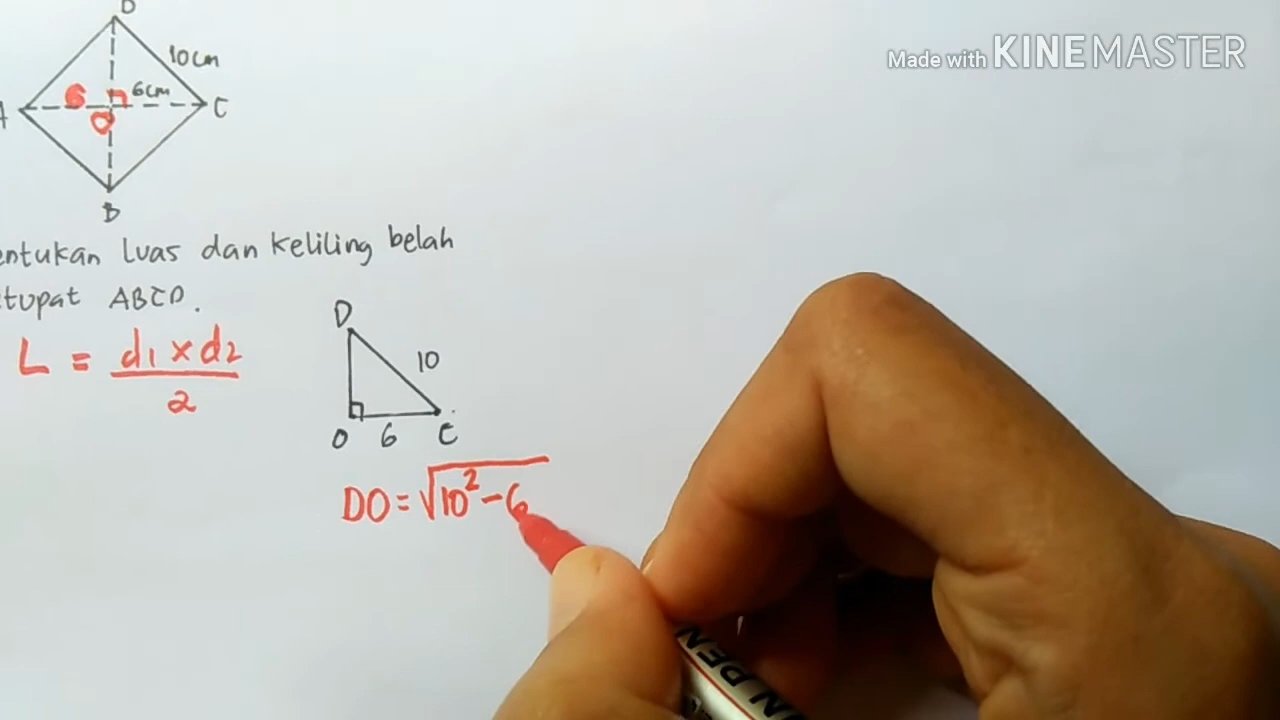 Made with KINEMASTER
D
10cm
6
6cm
A
O
C
B
entukan luas dan keliling belah
tupat ABCD.
L = d1 x d2
2
D
10
O 6 C
DO = √10² - 6
PEN